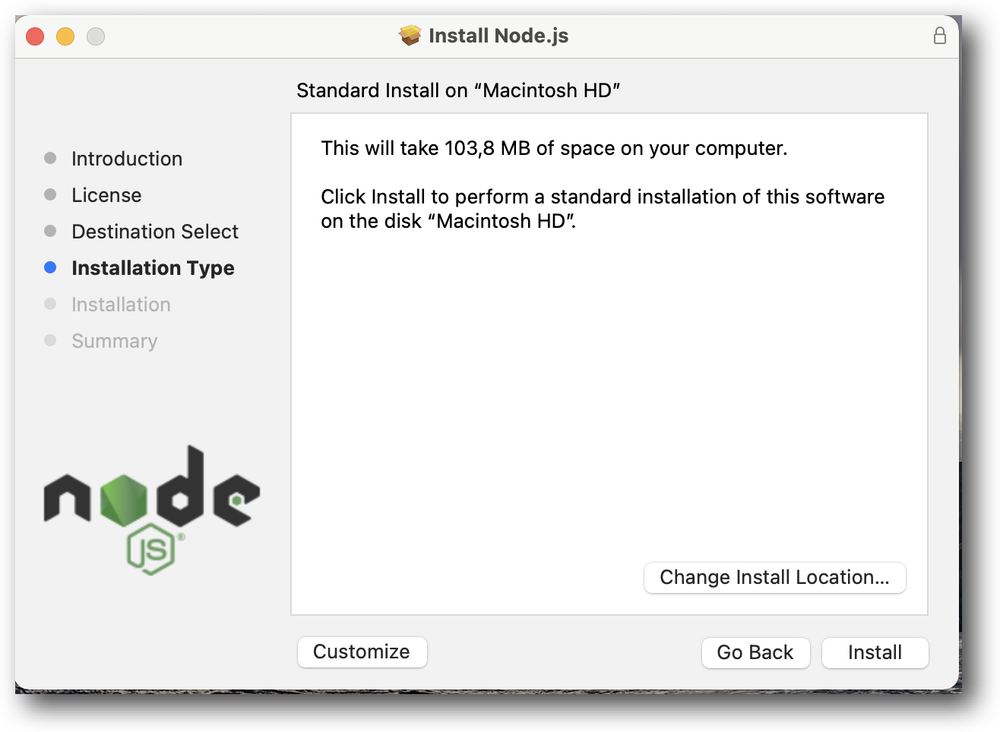 Install Node.js
Standard Install on “Macintosh HD”
Introduction
License
Destination Select
Installation Type
Installation
Summary
This will take 103,8 MB of space on your computer.
Click Install to perform a standard installation of this software
on the disk “Macintosh HD”.
node
JS®
Change Install Location...
Customize
Go Back
Install